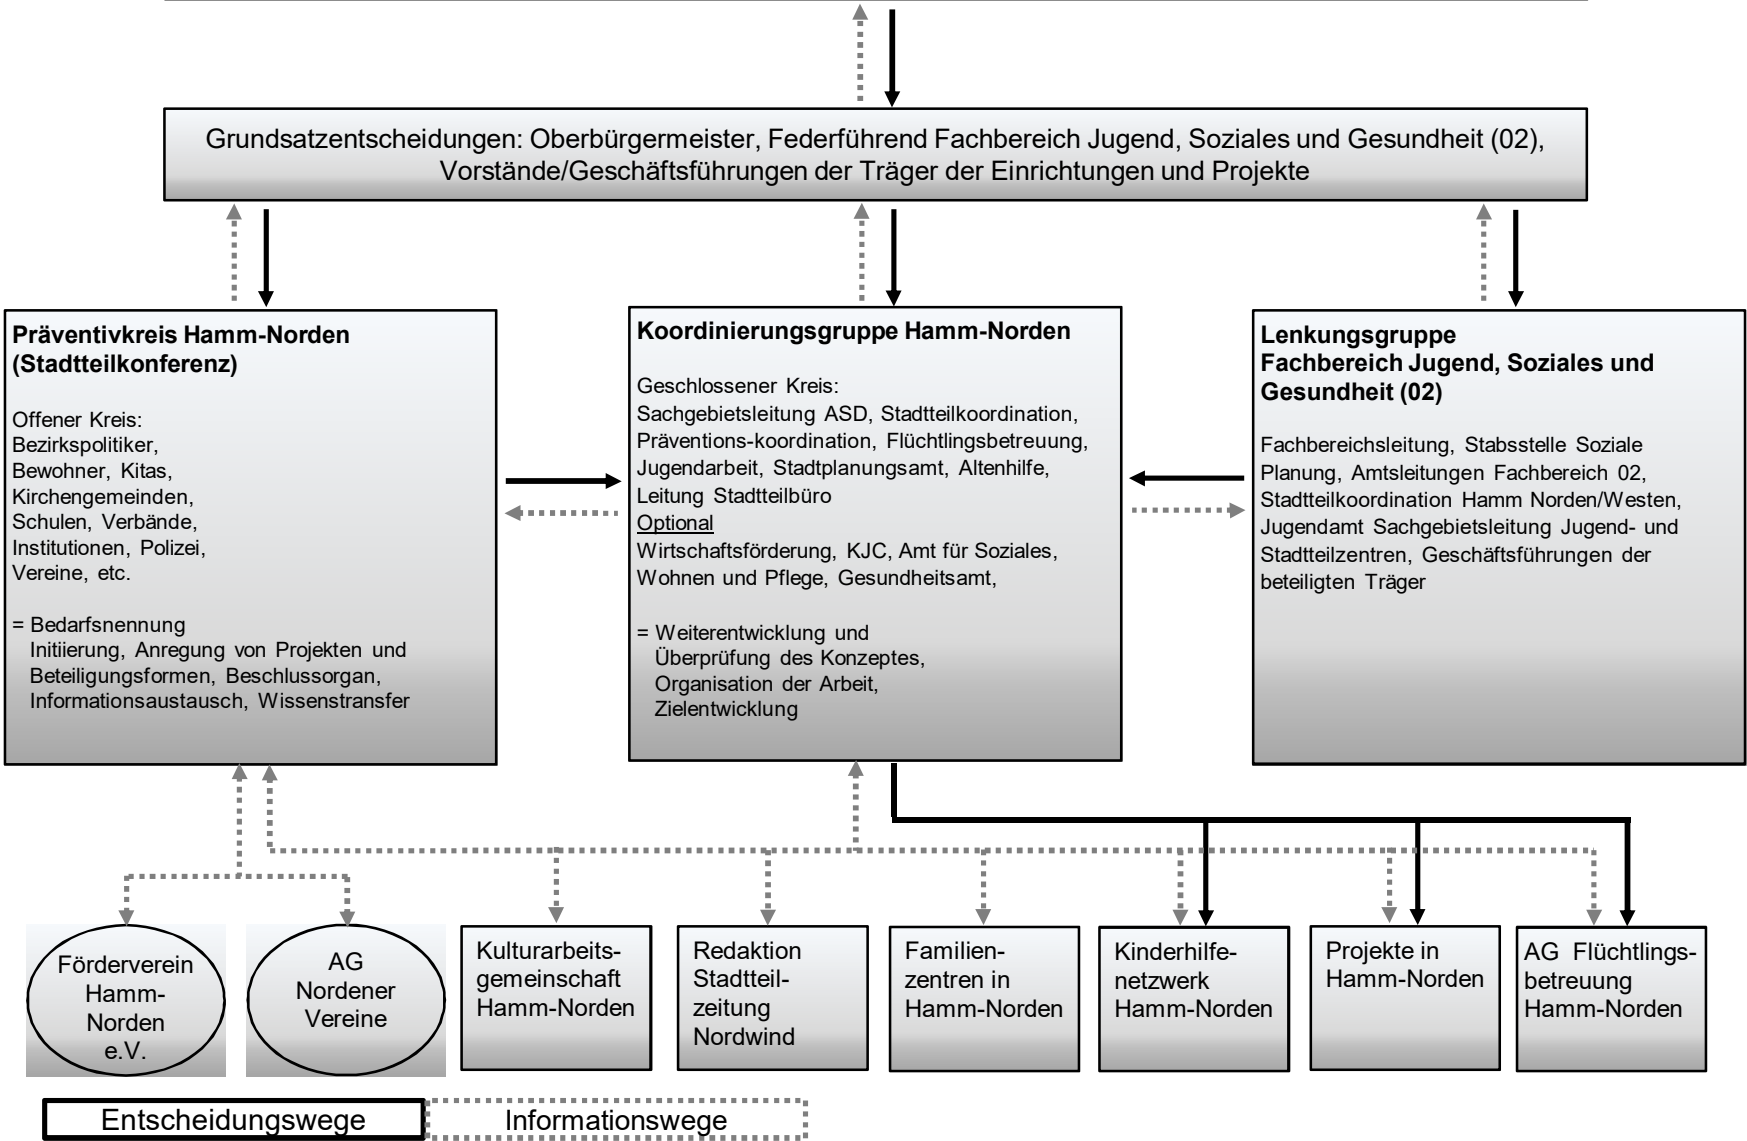 Grundsatzentscheidungen: Oberbürgermeister, Federführend Fachbereich Jugend, Soziales und Gesundheit (02),
Vorstände/Geschäftsführungen der Träger der Einrichtungen und Projekte
Präventivkreis Hamm-Norden
(Stadtteilkonferenz)
Offener Kreis:
Bezirkspolitiker,
Bewohner, Kitas,
Kirchengemeinden,
Schulen, Verbände,
Institutionen, Polizei,
Vereine, etc.
= Bedarfsnennung
Initiierung, Anregung von Projekten und
Beteiligungsformen, Beschlussorgan,
Informationsaustausch, Wissenstransfer
Koordinierungsgruppe Hamm-Norden
Geschlossener Kreis:
Sachgebietsleitung ASD, Stadtteilkoordination,
Präventions-koordination, Flüchtlingsbetreuung,
Jugendarbeit, Stadtplanungsamt, Altenhilfe,
Leitung Stadtteilbüro
Optional
Wirtschaftsförderung, KJC, Amt für Soziales,
Wohnen und Pflege, Gesundheitsamt,
= Weiterentwicklung und
Überprüfung des Konzeptes,
Organisation der Arbeit,
Zielentwicklung
Lenkungsgruppe
Fachbereich Jugend, Soziales und
Gesundheit (02)
Fachbereichsleitung, Stabsstelle Soziale
Planung, Amtsleitungen Fachbereich 02,
Stadtteilkoordination Hamm Norden/Westen,
Jugendamt Sachgebietsleitung Jugend- und
Stadtteilzentren, Geschäftsführungen der
beteiligten Träger
Förderverein
Hamm-
Norden
e.V.
AG
Nordener
Vereine
Kulturarbeits-
gemeinschaft
Hamm-Norden
Redaktion
Stadtteil-
zeitung
Nordwind
Familien-
zentren in
Hamm-Norden
Kinderhilfe-
netzwerk
Hamm-Norden
Projekte in
Hamm-Norden
AG Flüchtlings-
betreuung
Hamm-Norden
Entscheidungswege
Informationswege